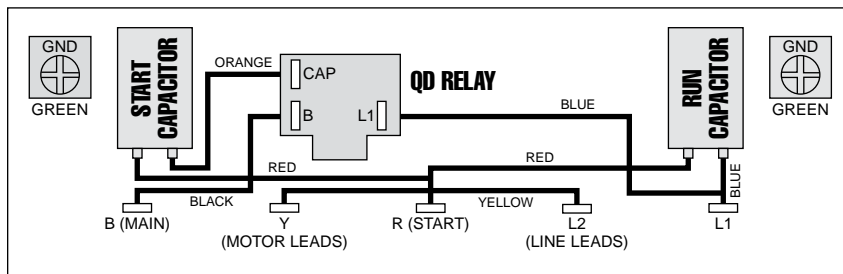 GND
GREEN
START
CAPACITOR
ORANGE
CAP
B
L1
QD RELAY
BLUE
RUN
CAPACITOR
GND
GREEN
RED
RED
BLUE
BLACK
YELLOW
B (MAIN)
Y
R (START)
L2
L1
(MOTOR LEADS)
(LINE LEADS)